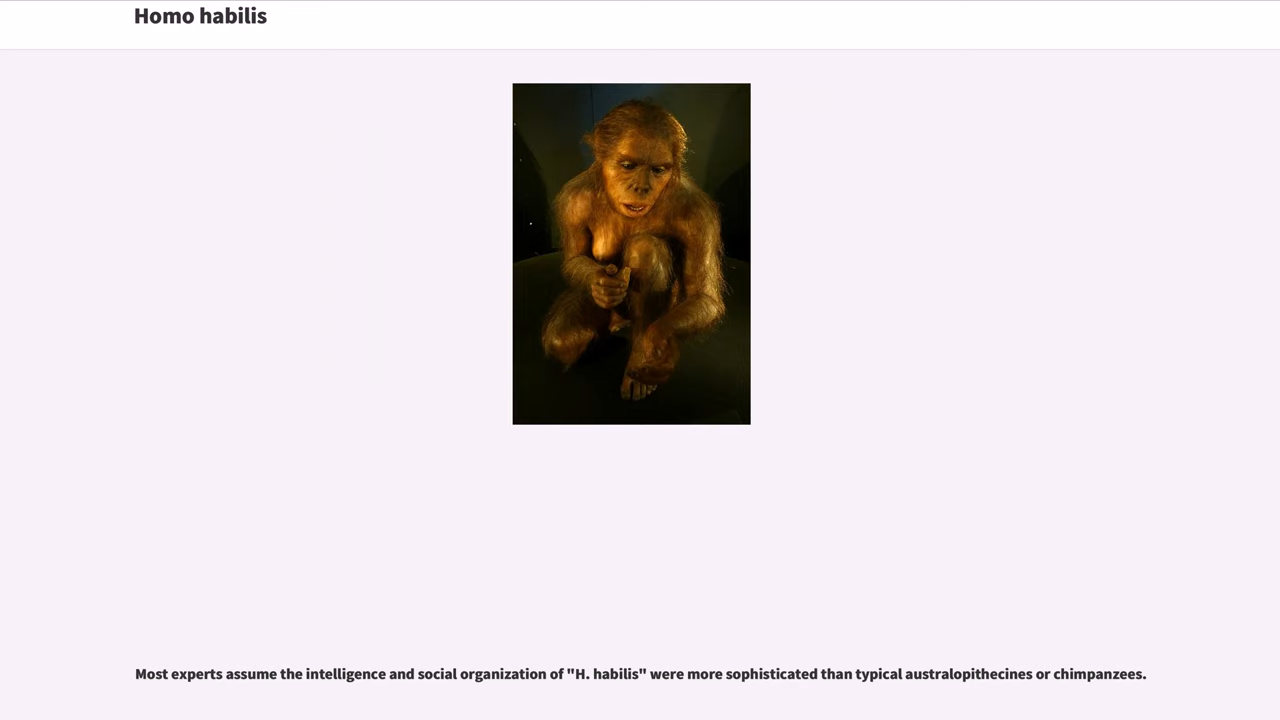 Homo habilis
Most experts assume the intelligence and social organization of "H. habilis" were more sophisticated than typical australopithecines or chimpanzees.